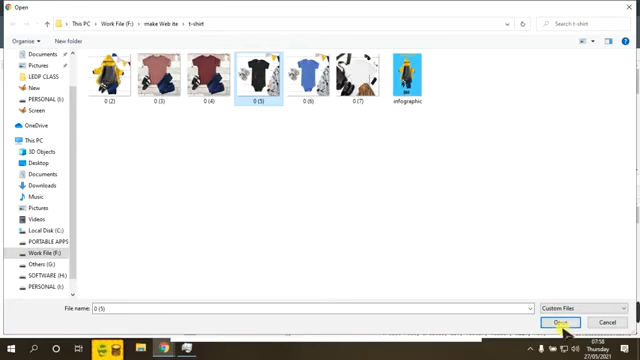 Open
This PC > Work File (F:) > make Web ite > t-shirt
Search t-shirt
Organise
New folder
Documents
Pictures
LEDP CLASS
New
PERSONAL (I:)
Screen
OneDrive
This PC
3D Objects
Desktop
Documents
Downloads
Music
Pictures
Videos
Local Disk (C:)
PORTABLE APPS
Work File (F:)
Others (G:)
SOFTWARE (H:)
PERSONAL (I:)
0 (2)
0 (3)
0 (4)
0 (5)
0 (6)
0 (7)
infographic
File name:
0 (5)
Custom Files
Open
Cancel
07:58
Thursday
27/05/2021